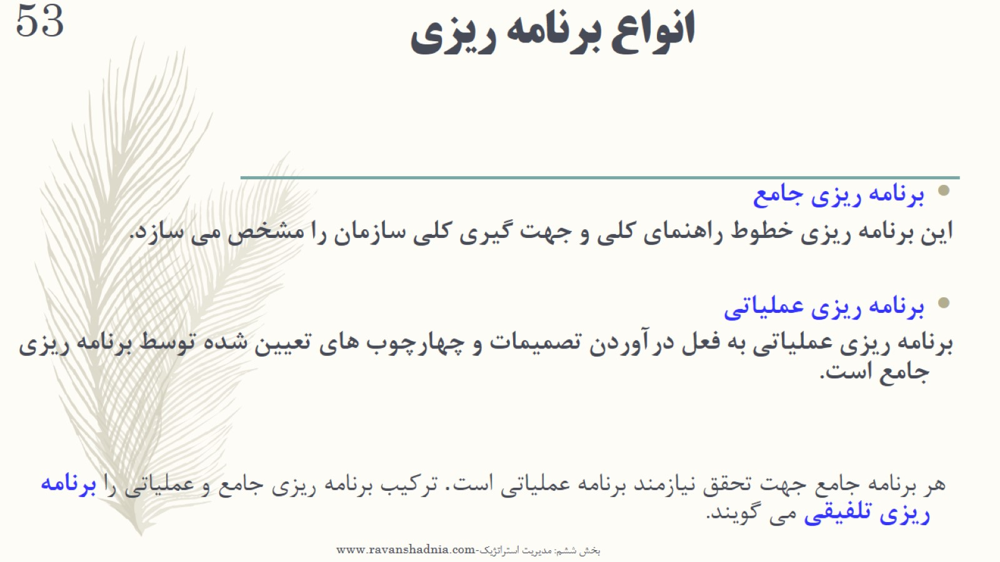 53
انواع برنامه ریزی
برنامه ریزی جامع
این برنامه ریزی خطوط راهنمای کلی و جهت گیری کلی سازمان را مشخص می سازد.
برنامه ریزی عملیاتی
برنامه ریزی عملیاتی به فعل درآوردن تصمیمات و چهارچوب های تعیین شده توسط برنامه ریزی
جامع است.
هر برنامه جامع جهت تحقق نیازمند برنامه عملیاتی است. ترکیب برنامه ریزی جامع و عملیاتی را برنامه
ریزی تلفیقی می گویند.
بخش ششم: مدیریت استراتژیک-www.ravanshadnia.com